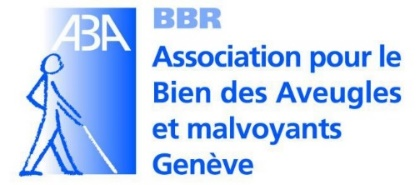 ABA
BBR
Association pour le
Bien des Aveugles
et malvoyants
Genève